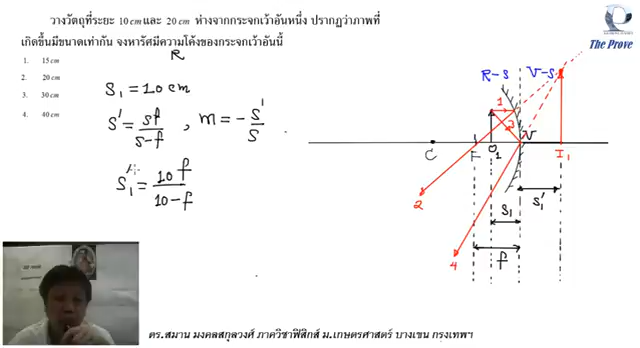 วางวัตถุที่ระยะ 10 cm และ 20 cm ห่างจากกระจกเว้าอันหนึ่ง ปรากฏว่าภาพที่
เกิดขึ้นมีขนาดเท่ากัน จงหารัศมีความโค้งของกระจกเว้าอันนี้
R
1. 15 cm
2. 20 cm
3. 30 cm
4. 40 cm
S₁ = 10 cm
S' = sf / s-f , m = - s' / s
S₁' = 10f / 10-f
The Prove
R-S V-S
1
3
V
C F O₁ I₁
2
S₁ S₁'
4
f
ดร.สมาน มงคลสกุลวงศ์ ภาควิชาฟิสิกส์ ม.เกษตรศาสตร์ บางเขน กรุงเทพฯ